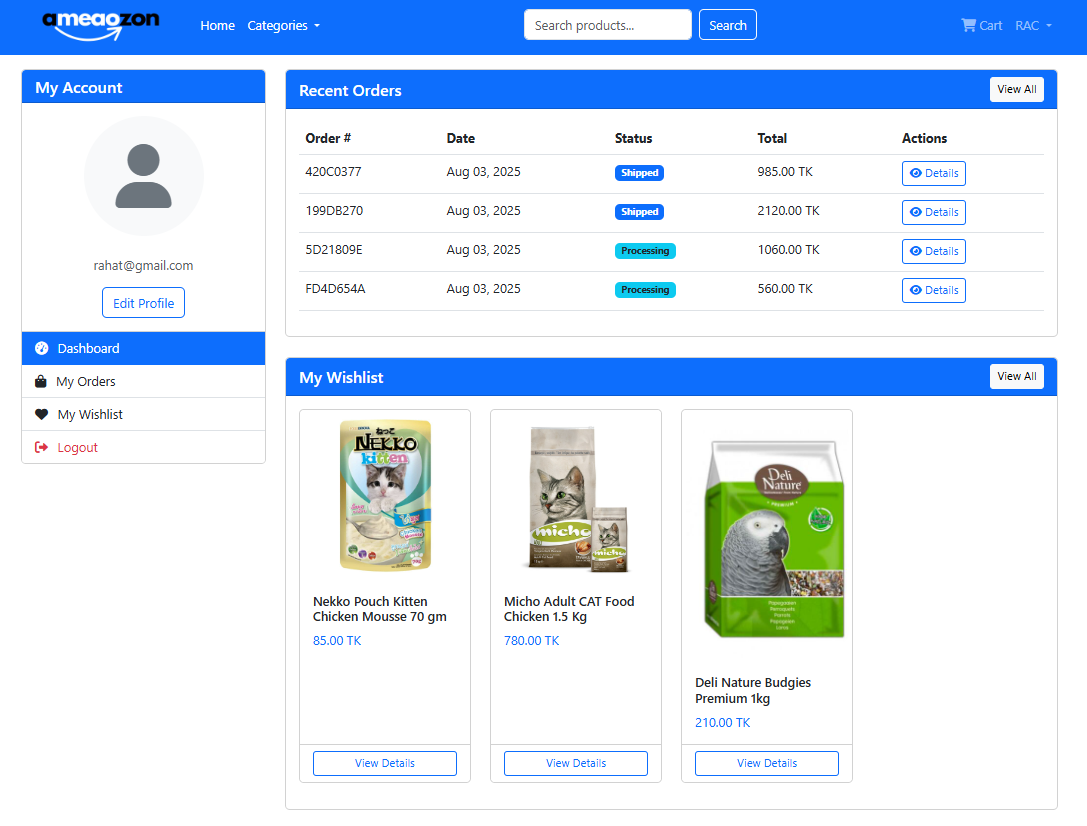 ameaozon
Home Categories
Search products...
Search
Cart RAC
My Account
rahat@gmail.com
Edit Profile
Dashboard
My Orders
My Wishlist
Logout
Recent Orders
View All
Order # Date Status Total Actions
420C0377 Aug 03, 2025 Shipped 985.00 TK Details
199DB270 Aug 03, 2025 Shipped 2120.00 TK Details
5D21809E Aug 03, 2025 Processing 1060.00 TK Details
FD4D654A Aug 03, 2025 Processing 560.00 TK Details
My Wishlist
View All
ねっこ
NEKKO
kitten
Nekko Pouch Kitten
Chicken Mousse 70 gm
85.00 TK
View Details
micho
micho
Micho Adult CAT Food
Chicken 1.5 Kg
780.00 TK
View Details
Deli
Nature
PREMIUM
Deli Nature Budgies
Premium 1kg
210.00 TK
View Details